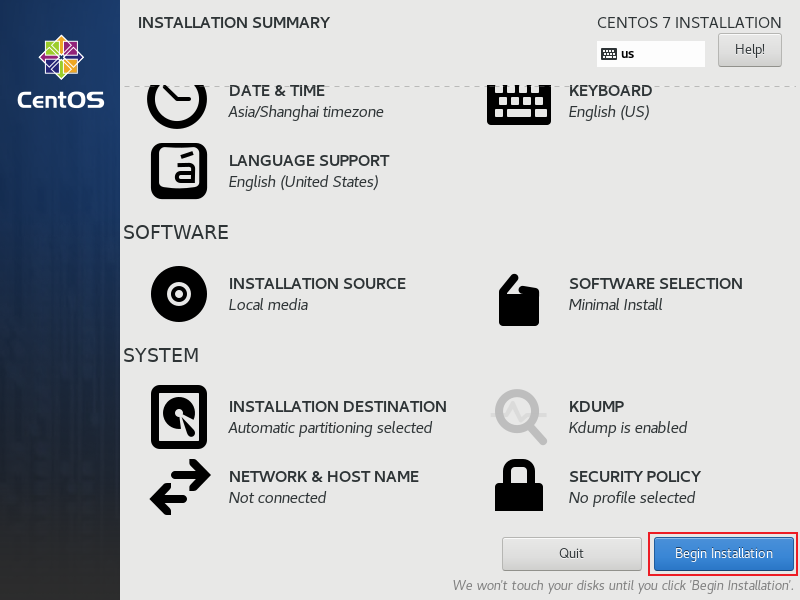 INSTALLATION SUMMARY
CENTOS 7 INSTALLATION
us
Help!
CentOS
DATE & TIME
Asia/Shanghai timezone
KEYBOARD
English (US)
LANGUAGE SUPPORT
English (United States)
SOFTWARE
INSTALLATION SOURCE
Local media
SOFTWARE SELECTION
Minimal Install
SYSTEM
INSTALLATION DESTINATION
Automatic partitioning selected
KDUMP
Kdump is enabled
NETWORK & HOST NAME
Not connected
SECURITY POLICY
No profile selected
Quit
Begin Installation
We won't touch your disks until you click 'Begin Installation'.